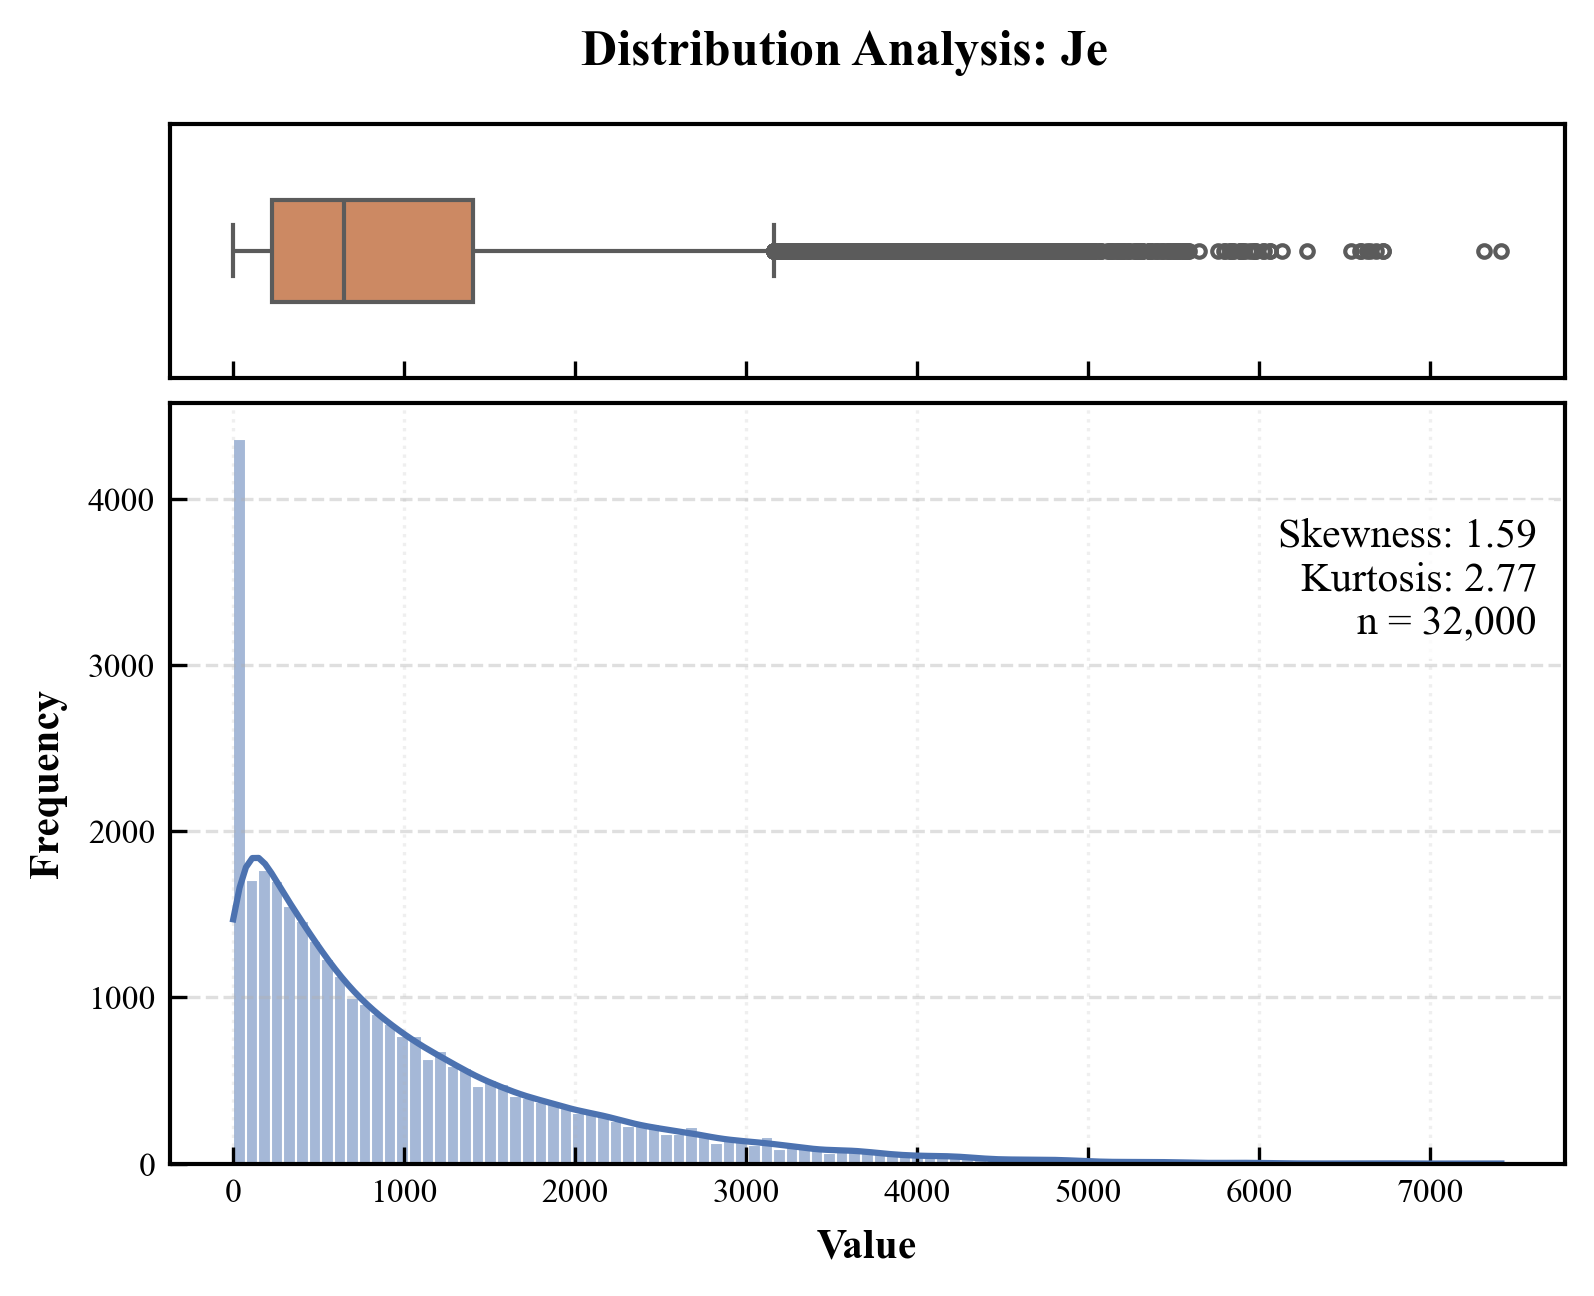 Distribution Analysis: Je
4000
3000
2000
1000
0
Frequency
Skewness: 1.59
Kurtosis: 2.77
n = 32,000
0 1000 2000 3000 4000 5000 6000 7000
Value